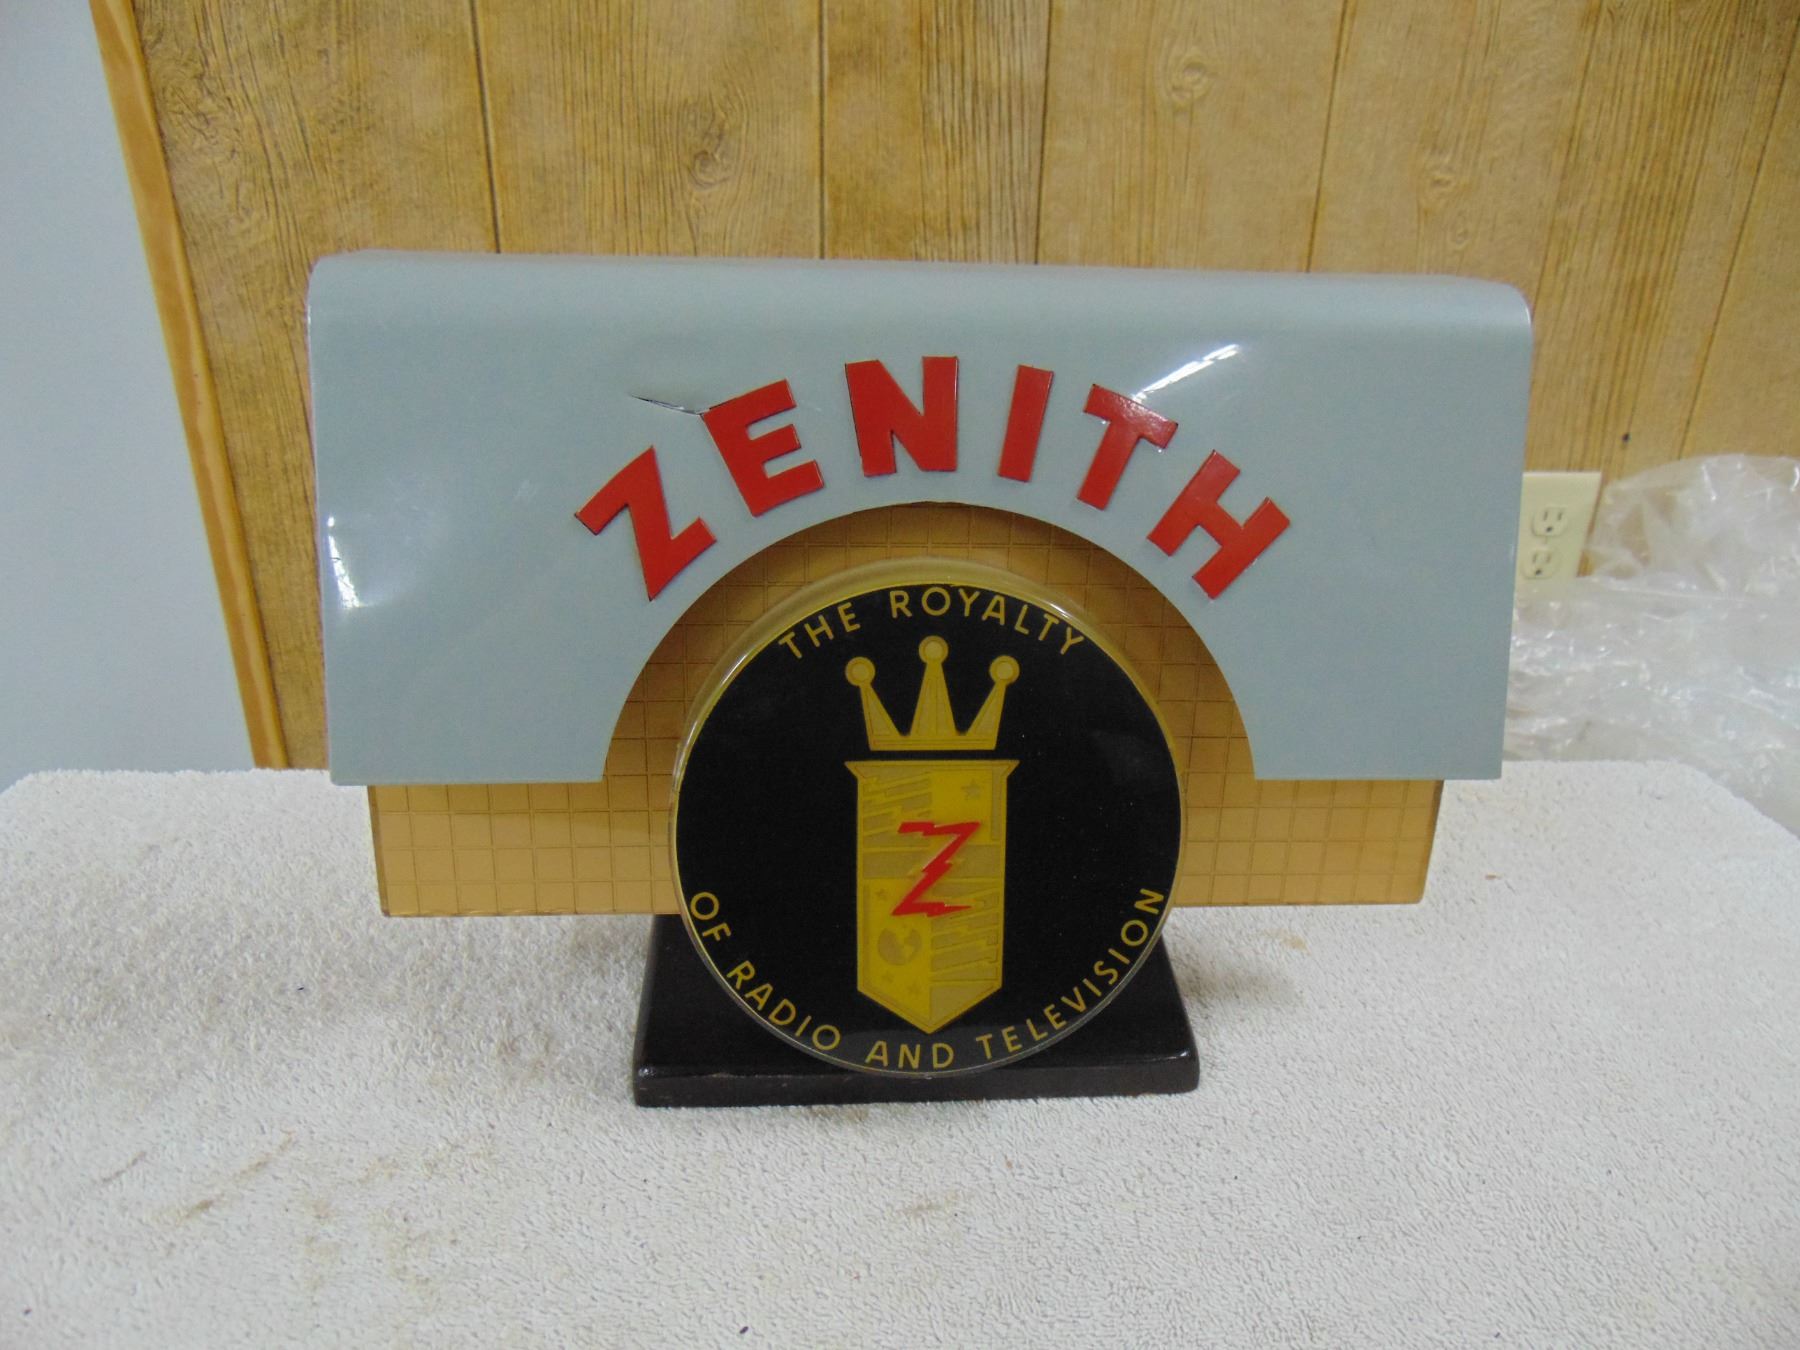 ZENITH
THE ROYALTY
Z
OF RADIO AND TELEVISION